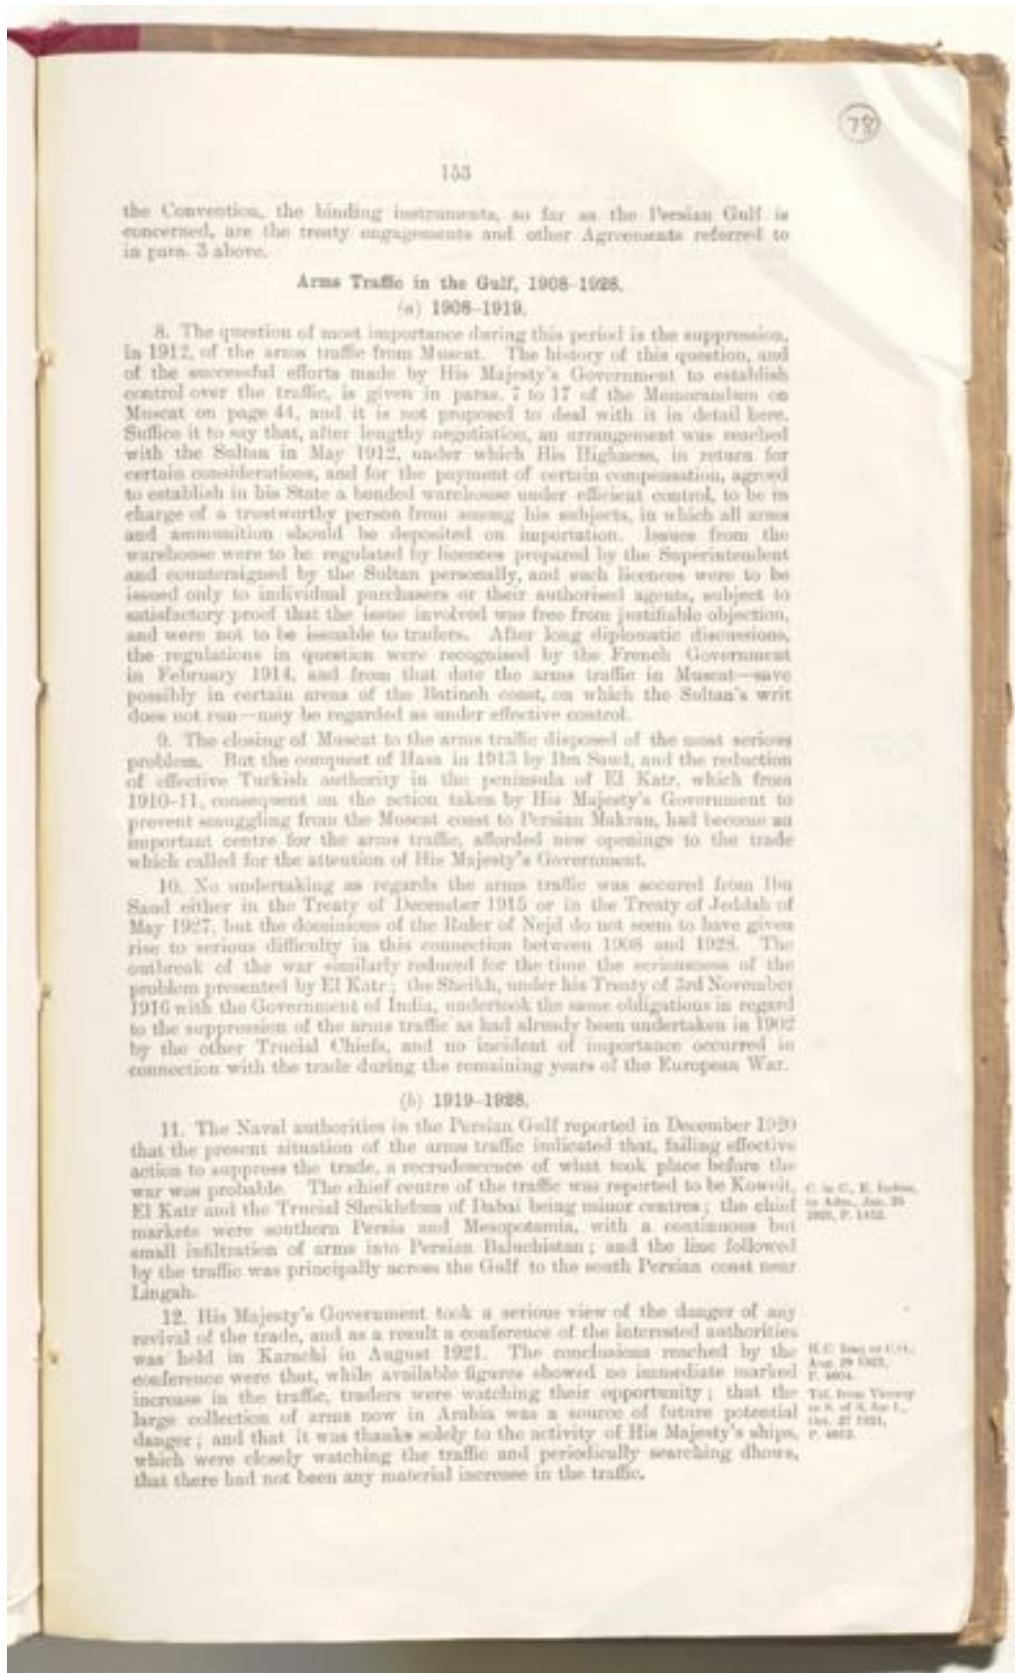 78
153
the Convention, the binding instruments, so far as the Persian Gulf is
concerned, are the treaty engagements and other Agreements referred to
in para. 3 above.
Arms Traffic in the Gulf, 1908-1928.
(a) 1908-1919.
8. The question of most importance during this period is the suppression,
in 1912, of the arms traffic from Muscat. The history of this question, and
of the successful efforts made by His Majesty's Government to establish
control over the traffic, is given in paras. 7 to 17 of the Memorandum on
Muscat on page 44, and it is not proposed to deal with it in detail here.
Suffice it to say that, after lengthy negotiation, an arrangement was reached
with the Sultan in May 1912, under which His Highness, in return for
certain considerations, and for the payment of certain compensation, agreed
to establish in his State a bonded warehouse under efficient control, to be in
charge of a trustworthy person from among his subjects, in which all arms
and ammunition should be deposited on importation. Issues from the
warehouse were to be regulated by licences prepared by the Superintendent
and countersigned by the Sultan personally, and such licences were to be
issued only to individual purchasers or their authorised agents, subject to
satisfactory proof that the issue involved was free from justifiable objection,
and were not to be issuable to traders. After long diplomatic discussions,
the regulations in question were recognised by the French Government
in February 1914, and from that date the arms traffic in Muscat—save
possibly in certain areas of the Batineh coast, on which the Sultan's writ
does not run—may be regarded as under effective control.
9. The closing of Muscat to the arms traffic disposed of the most serious
problem. But the conquest of Hasa in 1913 by Ibn Saud, and the reduction
of effective Turkish authority in the peninsula of El Katr, which from
1910-11, consequent on the action taken by His Majesty's Government to
prevent smuggling from the Muscat coast to Persian Makran, had become an
important centre for the arms traffic, afforded new openings to the trade
which called for the attention of His Majesty's Government.
10. No undertaking as regards the arms traffic was secured from Ibn
Saud either in the Treaty of December 1915 or in the Treaty of Jeddah of
May 1927, but the dominions of the Ruler of Nejd do not seem to have given
rise to serious difficulty in this connection between 1908 and 1928. The
outbreak of the war similarly reduced for the time the seriousness of the
problem presented by El Katr; the Sheikh, under his Treaty of 3rd November
1916 with the Government of India, undertook the same obligations in regard
to the suppression of the arms traffic as had already been undertaken in 1902
by the other Trucial Chiefs, and no incident of importance occurred in
connection with the trade during the remaining years of the European War.
(b) 1919-1928.
11. The Naval authorities in the Persian Gulf reported in December 1920
that the present situation of the arms traffic indicated that, failing effective
action to suppress the trade, a recrudescence of what took place before the
war was probable. The chief centre of the traffic was reported to be Koweit,
El Katr and the Trucial Sheikhdom of Dabai being minor centres; the chief
markets were southern Persia and Mesopotamia, with a continuous but
small infiltration of arms into Persian Baluchistan; and the line followed
by the traffic was principally across the Gulf to the south Persian coast near
Lingah.
C. in C., E. Indies,
to Adm., Jan.
1921, P.
12. His Majesty's Government took a serious view of the danger of any
revival of the trade, and as a result a conference of the interested authorities
was held in Karachi in August 1921. The conclusions reached by the
conference were that, while available figures showed no immediate marked
increase in the traffic, traders were watching their opportunity; that the
large collection of arms now in Arabia was a source of future potential
danger; and that it was thanks solely to the activity of His Majesty's ships,
which were closely watching the traffic and periodically searching dhows,
that there had not been any material increase in the traffic.
H.C. Iraq to C.O.,
Aug. 29
P.
Tel. from Viceroy
to S. of S. for I.,
Oct. 27 1921,
P.